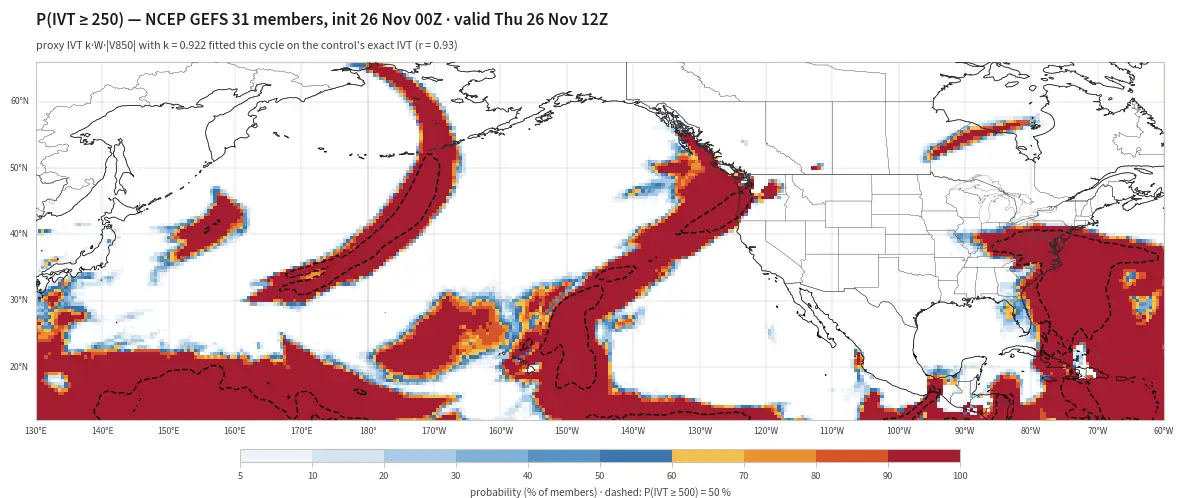 P(IVT ≥ 250) — NCEP GEFS 31 members, init 26 Nov 00Z · valid Thu 26 Nov 12Z
proxy IVT k·W·|V850| with k = 0.922 fitted this cycle on the control's exact IVT (r = 0.93)
60°N
50°N
40°N
30°N
20°N
130°E 140°E 150°E 160°E 170°E 180° 170°W 160°W 150°W 140°W 130°W 120°W 110°W 100°W 90°W 80°W 70°W 60°W
5 10 20 30 40 50 60 70 80 90 100
probability (% of members) · dashed: P(IVT ≥ 500) = 50 %